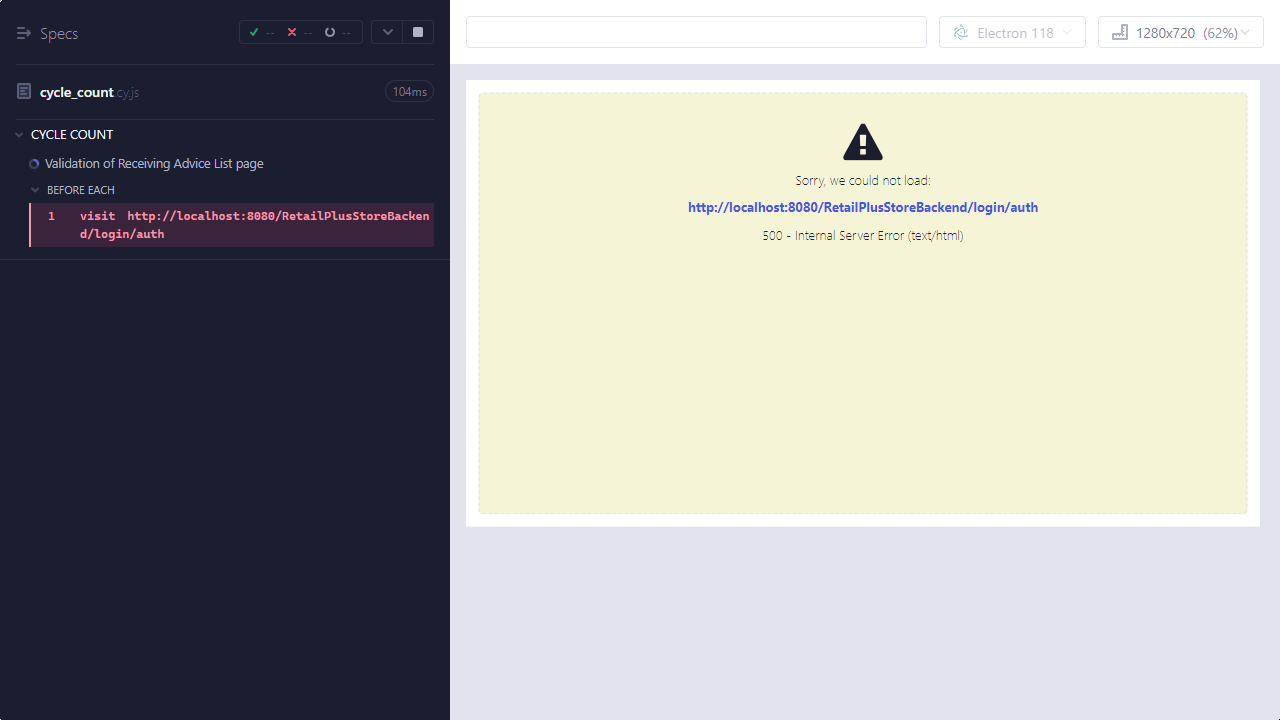 Specs
-- -- --
cycle_count.cy.js
104ms
CYCLE COUNT
Validation of Receiving Advice List page
BEFORE EACH
1 visit http://localhost:8080/RetailPlusStoreBacken
d/login/auth
Electron 118
1280x720 (62%)
Sorry, we could not load:
http://localhost:8080/RetailPlusStoreBackend/login/auth
500 - Internal Server Error (text/html)